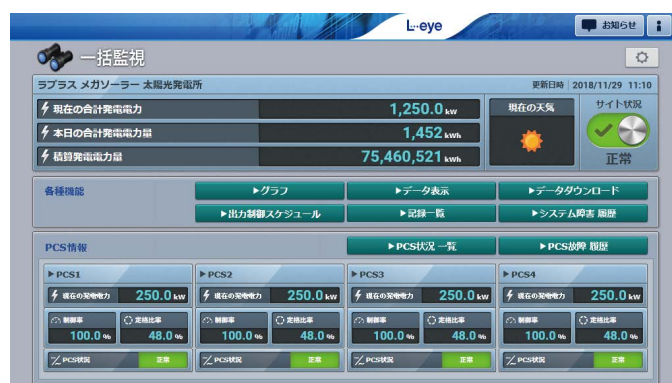 L·eye
お知らせ
i
一括監視
ラプラス メガソーラー 太陽光発電所
更新日時 2018/11/29 11:10
現在の合計発電電力 1,250.0 kW
現在の天気
サイト状況
本日の合計発電電力量 1,452 kWh
積算発電電力量 75,460,521 kWh
正常
各種機能
▶グラフ ▶データ表示 ▶データダウンロード
▶出力制御スケジュール ▶記録一覧 ▶システム障害 履歴
PCS情報
▶PCS状況 一覧 ▶PCS故障 履歴
▶PCS1 ▶PCS2 ▶PCS3 ▶PCS4
現在の発電電力 250.0 kW 現在の発電電力 250.0 kW 現在の発電電力 250.0 kW 現在の発電電力 250.0 kW
制御率 定格比率 制御率 定格比率 制御率 定格比率 制御率 定格比率
100.0 % 48.0 % 100.0 % 48.0 % 100.0 % 48.0 % 100.0 % 48.0 %
PCS状況 正常 PCS状況 正常 PCS状況 正常 PCS状況 正常